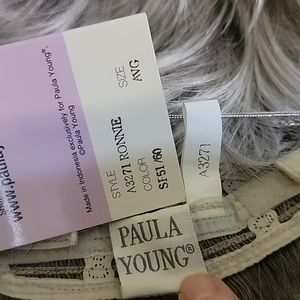 www.paula
Made in Indonesia exclusively for Paula Young®.
©Paula Young
STYLE
A3271 RONNIE
COLOR
SF51/60
SIZE
AVG
A3271
PAULA
YOUNG®